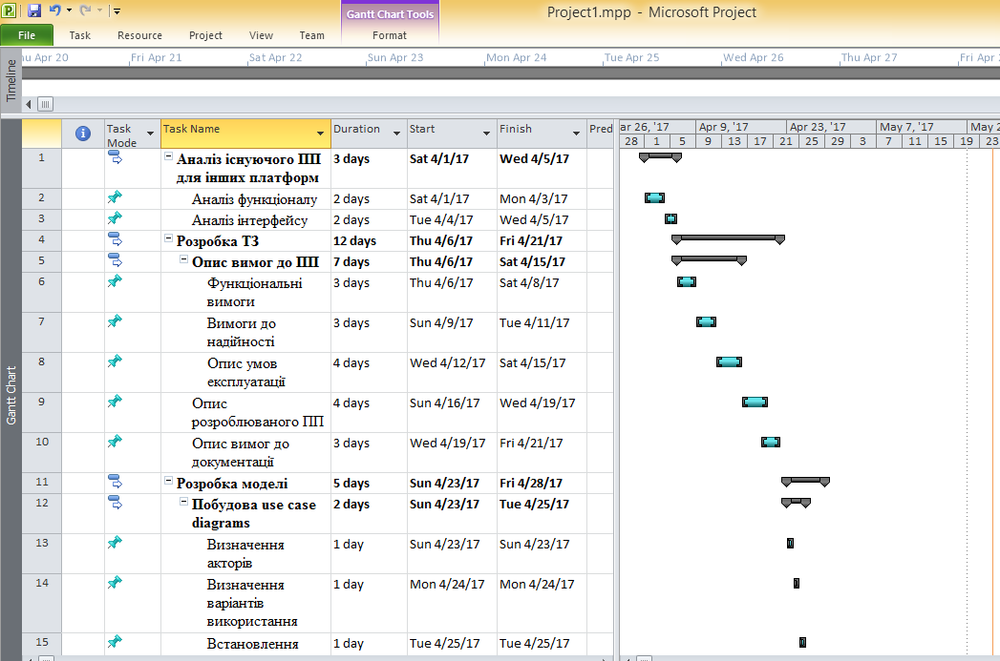 Project1.mpp - Microsoft Project
Gantt Chart Tools
File Task Resource Project View Team Format
Timeline
u Apr 20 Fri Apr 21 Sat Apr 22 Sun Apr 23 Mon Apr 24 Tue Apr 25 Wed Apr 26 Thu Apr 27 Fri Apr
Gantt Chart
Task Mode Task Name Duration Start Finish Pred
ar 26, '17 Apr 9, '17 Apr 23, '17 May 7, '17 May 2
28 1 5 9 13 17 21 25 29 3 7 11 15 19 23
1 Аналіз існуючого ПП 3 days Sat 4/1/17 Wed 4/5/17
для інших платформ
2 Аналіз функціоналу 2 days Sat 4/1/17 Mon 4/3/17
3 Аналіз інтерфейсу 2 days Tue 4/4/17 Wed 4/5/17
4 Розробка ТЗ 12 days Thu 4/6/17 Fri 4/21/17
5 Опис вимог до ПП 7 days Thu 4/6/17 Sat 4/15/17
6 Функціональні 3 days Thu 4/6/17 Sat 4/8/17
вимоги
7 Вимоги до 3 days Sun 4/9/17 Tue 4/11/17
надійності
8 Опис умов 4 days Wed 4/12/17 Sat 4/15/17
експлуатації
9 Опис 4 days Sun 4/16/17 Wed 4/19/17
розроблюваного ПП
10 Опис вимог до 3 days Wed 4/19/17 Fri 4/21/17
документації
11 Розробка моделі 5 days Sun 4/23/17 Fri 4/28/17
12 Побудова use case 2 days Sun 4/23/17 Tue 4/25/17
diagrams
13 Визначення 1 day Sun 4/23/17 Sun 4/23/17
акторів
14 Визначення 1 day Mon 4/24/17 Mon 4/24/17
варіантів
використання
15 Встановлення 1 day Tue 4/25/17 Tue 4/25/17